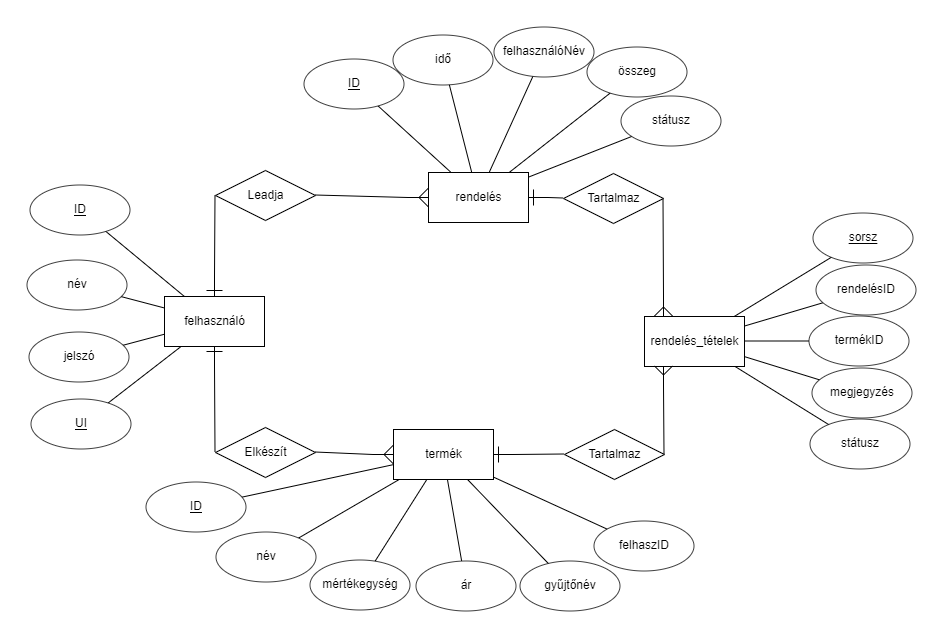 felhasználóNév
idő
összeg
ID
státusz
Leadja
rendelés
Tartalmaz
ID
sorsz
név
rendelésID
felhasználó
rendelés_tételek
termékID
jelszó
megjegyzés
UI
státusz
Elkészít
termék
Tartalmaz
ID
felhaszID
név
mértékegység
ár
gyűjtőnév